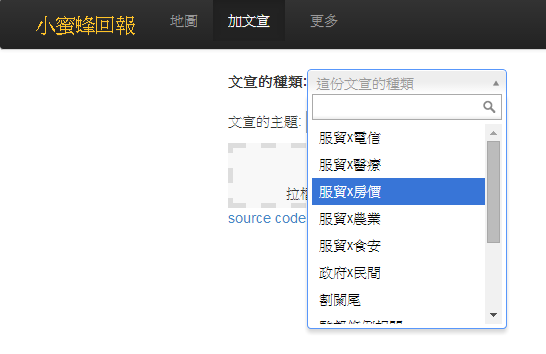 小蜜蜂回報 地圖 加文宣 更多
文宣的種類: 這份文宣的種類
文宣的主題:
服貿x電信
服貿x醫療
服貿x房價
拉
source code
服貿x農業
服貿x食安
政府x民間
割闌尾